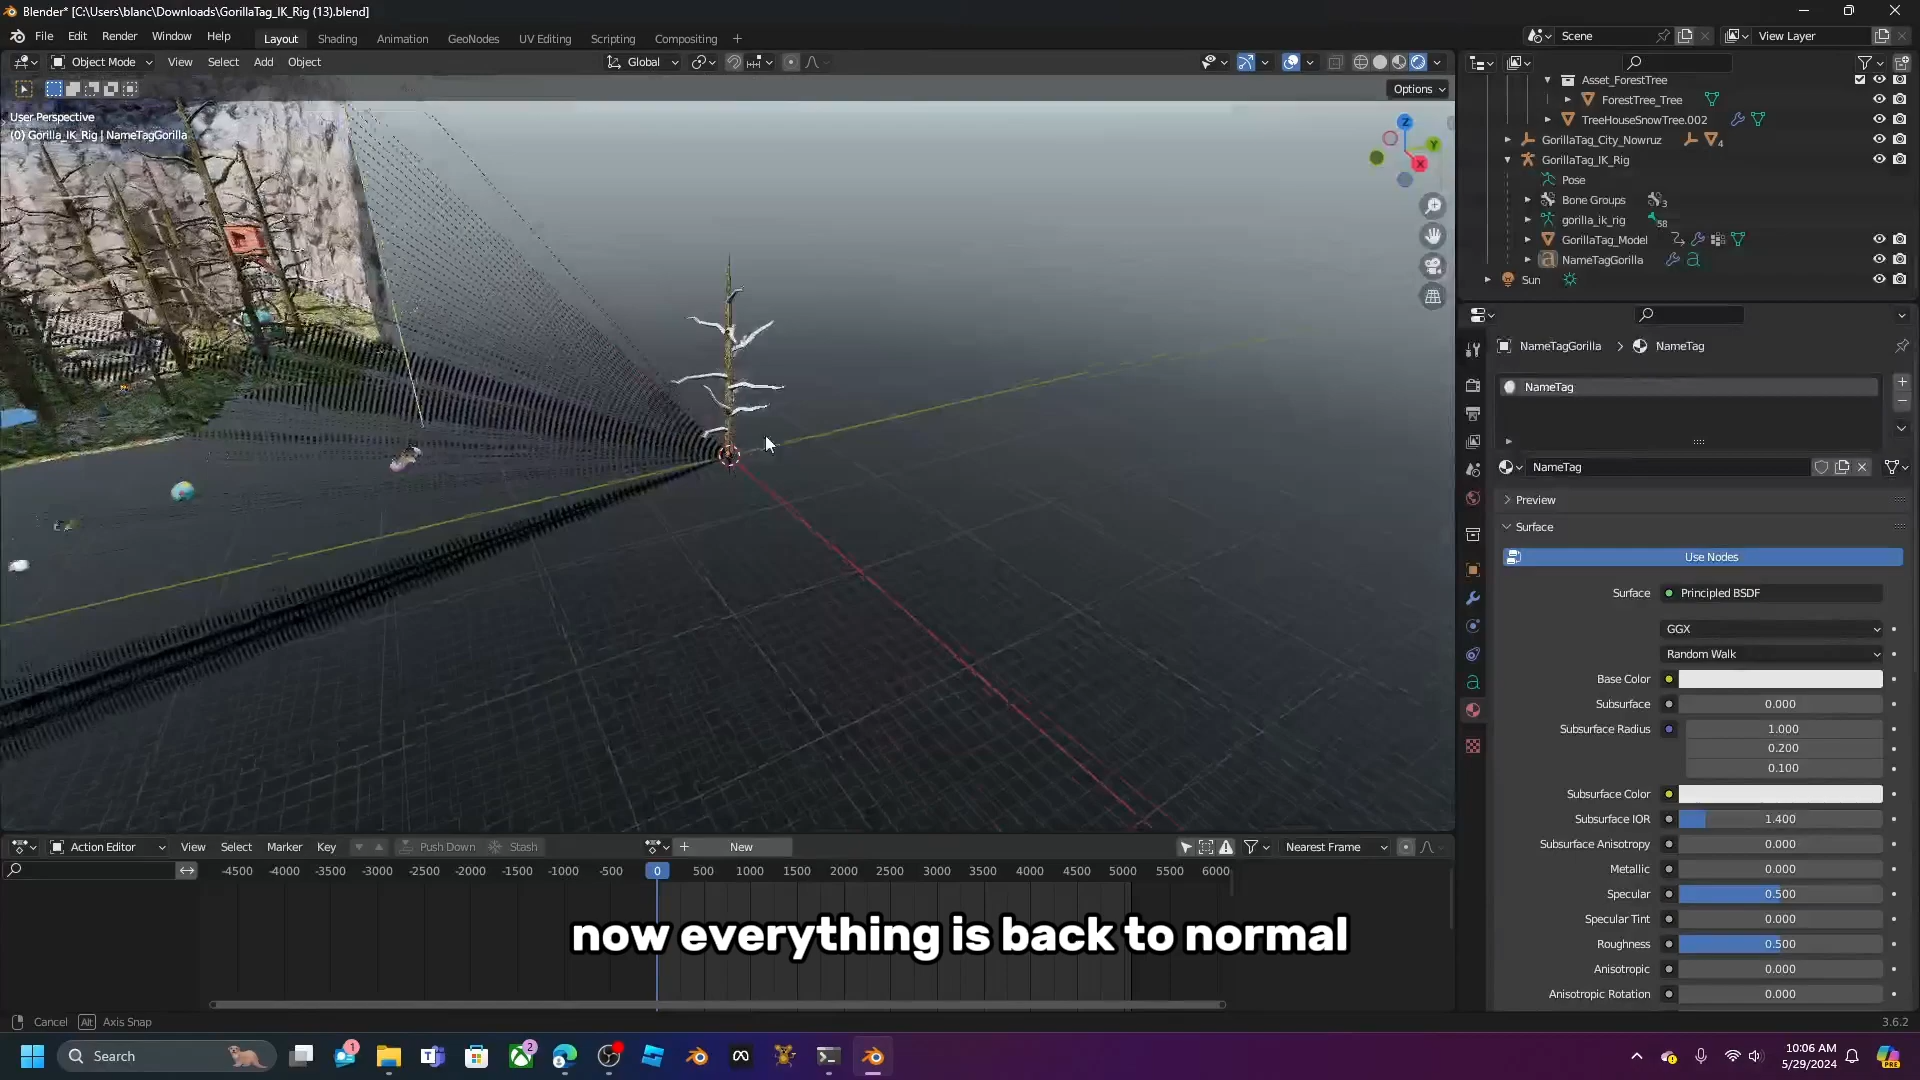 Blender* [C:\Users\blanc\Downloads\GorillaTag_IK_Rig (13).blend]
File Edit Render Window Help
Layout Shading Animation GeoNodes UV Editing Scripting Compositing +
Scene
View Layer
Object Mode View Select Add Object
Global
Options
User Perspective
(0) Gorilla_IK_Rig | NameTagGorilla
Z
Y
X
Asset_ForestTree
ForestTree_Tree
TreeHouseSnowTree.002
GorillaTag_City_Nowruz
4
GorillaTag_IK_Rig
Pose
Bone Groups
3
gorilla_ik_rig
58
GorillaTag_Model
NameTagGorilla
Sun
NameTagGorilla > NameTag
NameTag
NameTag
Preview
Surface
Use Nodes
Surface Principled BSDF
GGX
Random Walk
Base Color
Subsurface 0.000
Subsurface Radius 1.000
0.200
0.100
Subsurface Color
Subsurface IOR 1.400
Subsurface Anisotropy 0.000
Metallic 0.000
Specular 0.500
Specular Tint 0.000
Roughness 0.500
Anisotropic 0.000
Anisotropic Rotation 0.000
Action Editor View Select Marker Key Push Down Stash + New Nearest Frame
-4500 -4000 -3500 -3000 -2500 -2000 -1500 -1000 -500 0 500 1000 1500 2000 2500 3000 3500 4000 4500 5000 5500 6000
now everything is back to normal
Cancel Alt Axis Snap
3.6.2
Search
1
2
10:06 AM
5/29/2024
PRE